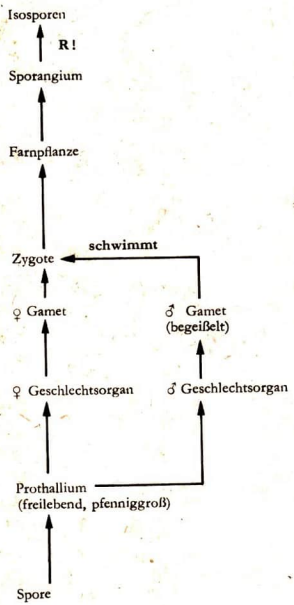 Isosporen
R!
Sporangium
Farnpflanze
schwimmt
Zygote
♀ Gamet
♂ Gamet
(begeißelt)
♀ Geschlechtsorgan
♂ Geschlechtsorgan
Prothallium
(freilebend, pfenniggroß)
Spore